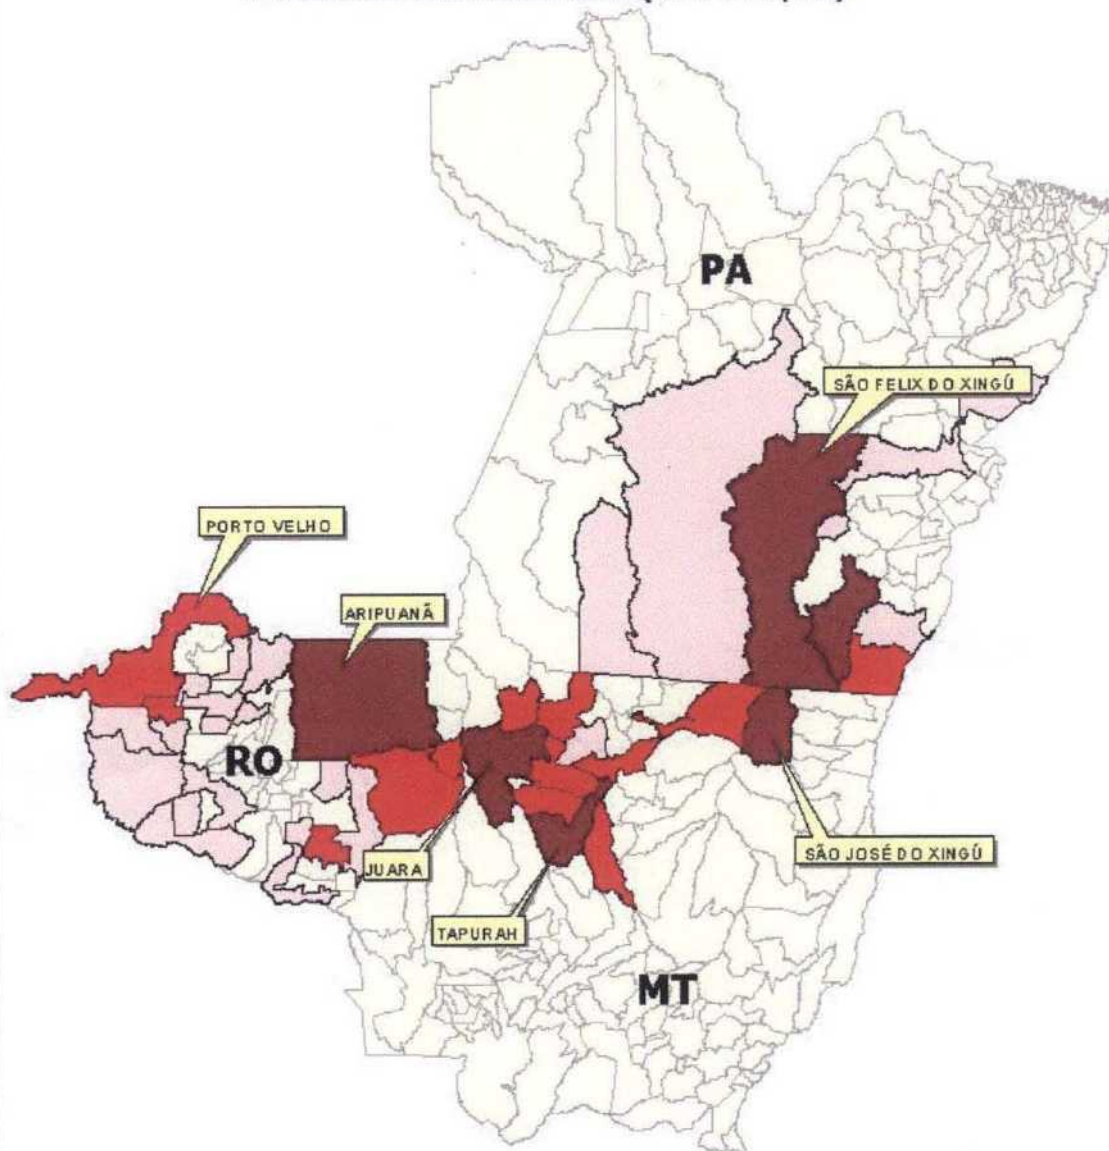 PA
SÃO FELIX DO XINGÚ
PORTO VELHO
ARIPUANÃ
RO
JUARA
SÃO JOSÉ DO XINGÚ
TAPURAH
MT